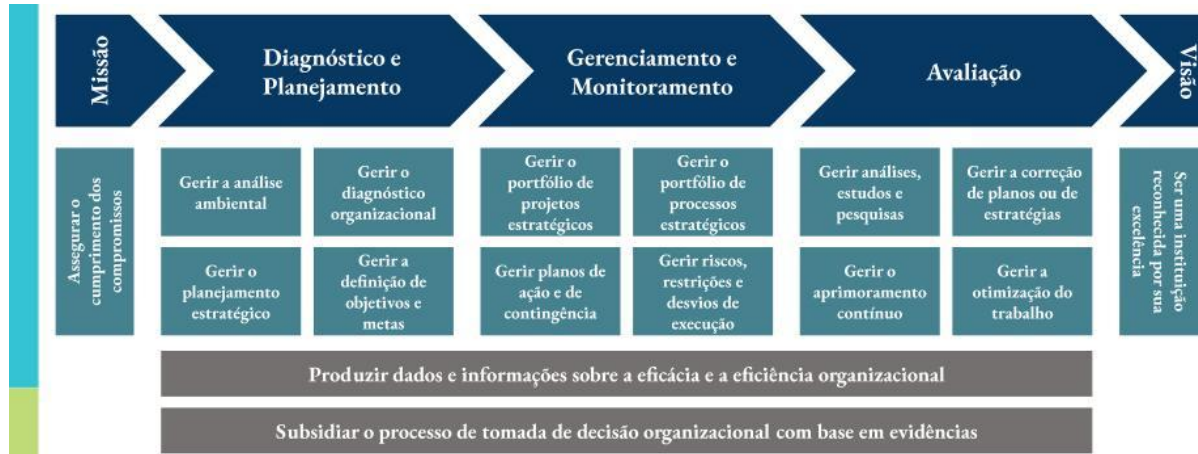 Missão
Diagnóstico e
Planejamento
Gerenciamento e
Monitoramento
Avaliação
Visão
Assegurar o
cumprimento dos
compromissos
Gerir a análise
ambiental
Gerir o
diagnóstico
organizacional
Gerir o
portfólio de
projetos
estratégicos
Gerir o
portfólio de
processos
estratégicos
Gerir análises,
estudos e
pesquisas
Gerir a correção
de planos ou de
estratégias
Ser uma instituição
reconhecida por sua
excelência
Gerir o
planejamento
estratégico
Gerir a
definição de
objetivos e
metas
Gerir planos de
ação e de
contingência
Gerir riscos,
restrições e
desvios de
execução
Gerir o
aprimoramento
contínuo
Gerir a
otimização do
trabalho
Produzir dados e informações sobre a eficácia e a eficiência organizacional
Subsidiar o processo de tomada de decisão organizacional com base em evidências